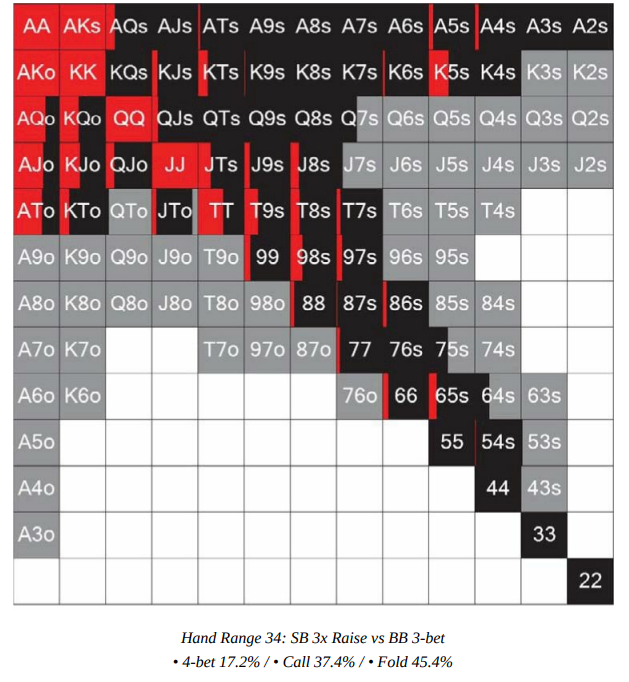 AA AKs AQs AJs ATs A9s A8s A7s A6s A5s A4s A3s A2s
AKo KK KQs KJs KTs K9s K8s K7s K6s K5s K4s K3s K2s
AQo KQo QQ QJs QTs Q9s Q8s Q7s Q6s Q5s Q4s Q3s Q2s
AJo KJo QJo JJ JTs J9s J8s J7s J6s J5s J4s J3s J2s
ATo KTo QTo JTo TT T9s T8s T7s T6s T5s T4s
A9o K9o Q9o J9o T9o 99 98s 97s 96s 95s
A8o K8o Q8o J8o T8o 98o 88 87s 86s 85s 84s
A7o K7o T7o 97o 87o 77 76s 75s 74s
A6o K6o 76o 66 65s 64s 63s
A5o 55 54s 53s
A4o 44 43s
A3o 33
22
Hand Range 34: SB 3x Raise vs BB 3-bet
• 4-bet 17.2% / • Call 37.4% / • Fold 45.4%